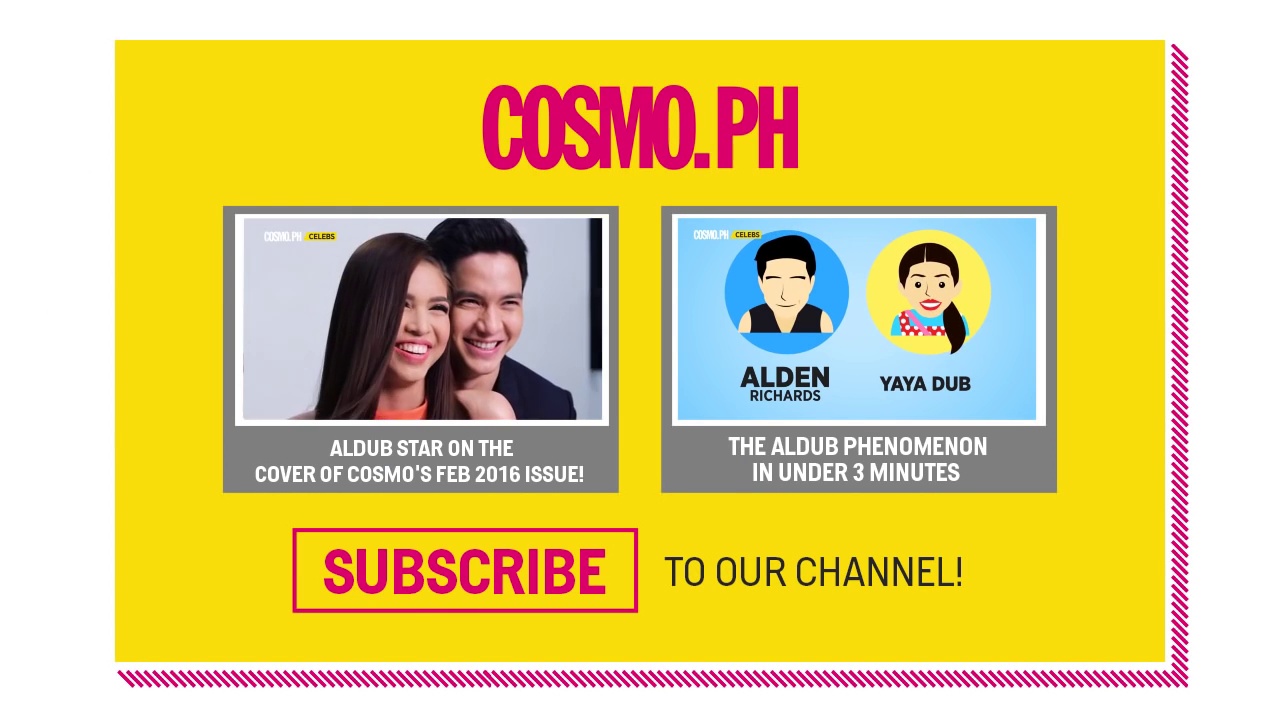 COSMO.PH
COSMO.PH CELEBS
ALDUB STAR ON THE
COVER OF COSMO'S FEB 2016 ISSUE!
COSMO.PH CELEBS
ALDEN
RICHARDS
YAYA DUB
THE ALDUB PHENOMENON
IN UNDER 3 MINUTES
SUBSCRIBE TO OUR CHANNEL!